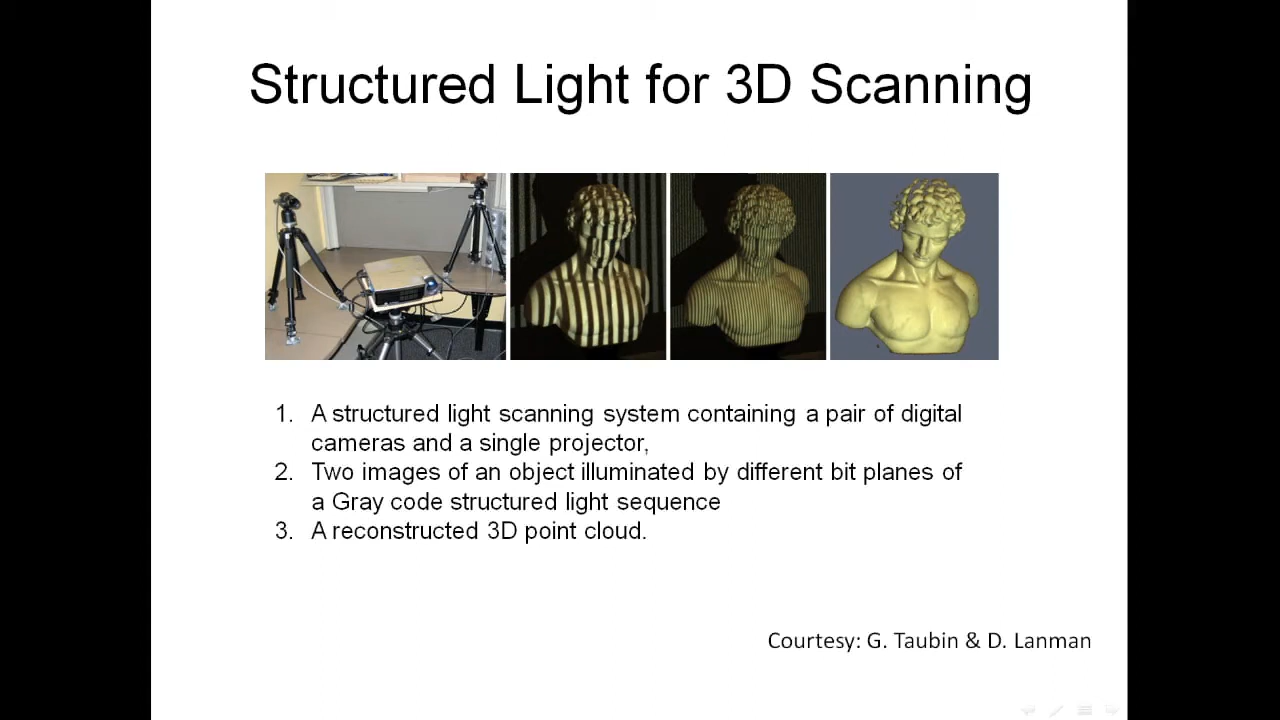 Structured Light for 3D Scanning
1. A structured light scanning system containing a pair of digital
cameras and a single projector,
2. Two images of an object illuminated by different bit planes of
a Gray code structured light sequence
3. A reconstructed 3D point cloud.
Courtesy: G. Taubin & D. Lanman